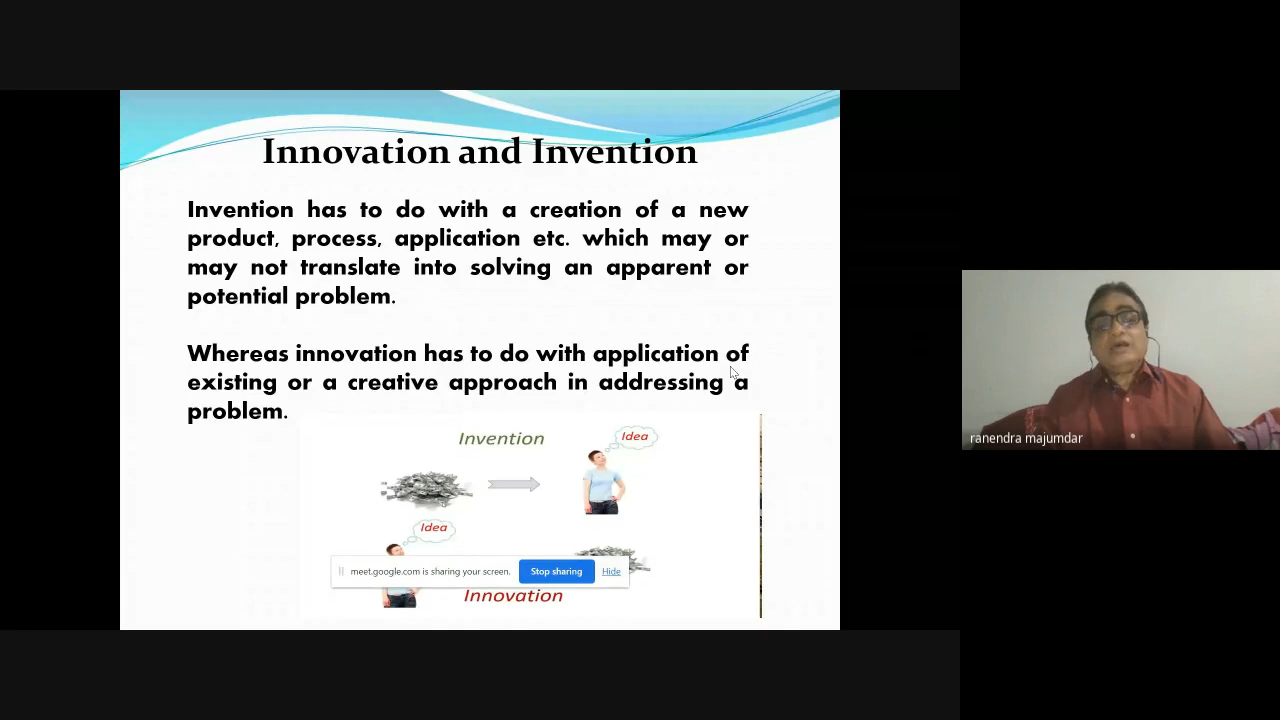 Innovation and Invention
Invention has to do with a creation of a new
product, process, application etc. which may or
may not translate into solving an apparent or
potential problem.
Whereas innovation has to do with application of
existing or a creative approach in addressing a
problem.
Invention
Idea
Idea
meet.google.com is sharing your screen.
Stop sharing
Hide
Innovation
ranendra majumdar